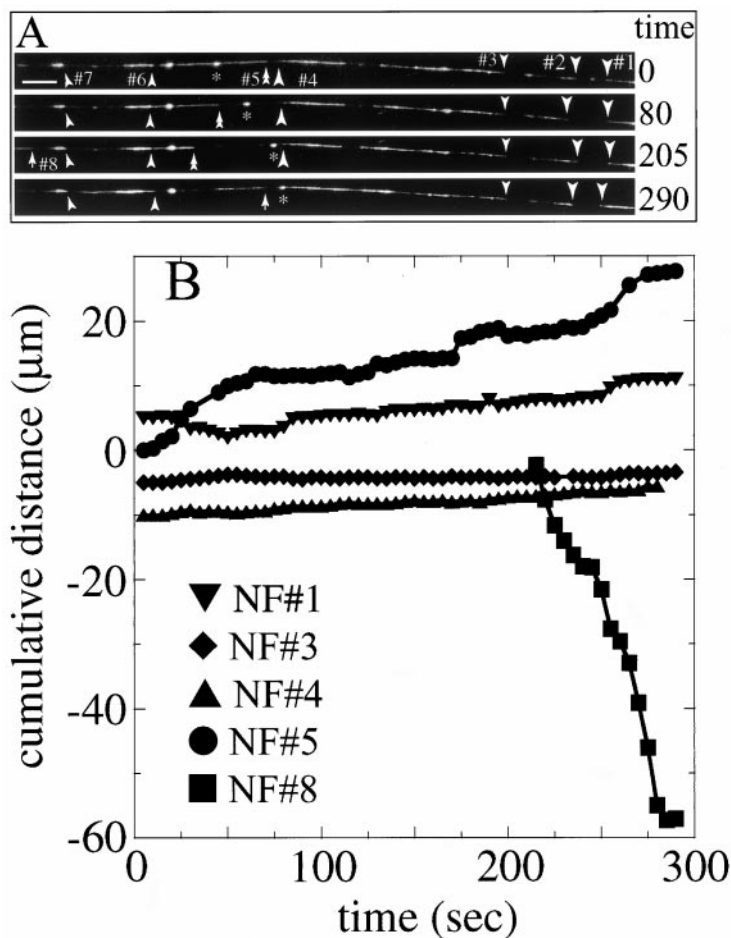 A
time
#7 #6 * #5 #4 #3 #2 #1 0
* 80
#8 * 205
* 290
B
cumulative distance (μm)
20
0
-20
-40
-60
NF#1
NF#3
NF#4
NF#5
NF#8
0 100 200 300
time (sec)